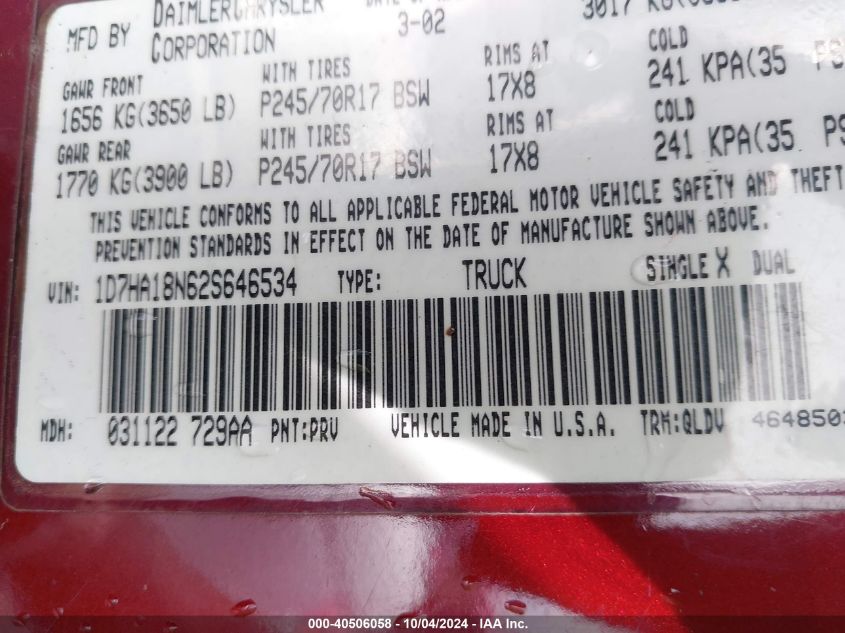 MFD BY DAIMLERCHRYSLER
CORPORATION
3-02
GAWR FRONT WITH TIRES RIMS AT COLD
1656 KG(3650 LB) P245/70R17 BSW 17X8 241 KPA(35 PS
GAWR REAR WITH TIRES RIMS AT COLD
1770 KG(3900 LB) P245/70R17 BSW 17X8 241 KPA(35 PS
THIS VEHICLE CONFORMS TO ALL APPLICABLE FEDERAL MOTOR VEHICLE SAFETY AND THEFT
PREVENTION STANDARDS IN EFFECT ON THE DATE OF MANUFACTURE SHOWN ABOVE.
VIN: 1D7HA18N62S646534 TYPE: TRUCK SINGLE X DUAL
MDH: 031122 729AA PNT:PRV VEHICLE MADE IN U.S.A. TRM:QLDV 4648503
000-40506058 - 10/04/2024 - IAA Inc.